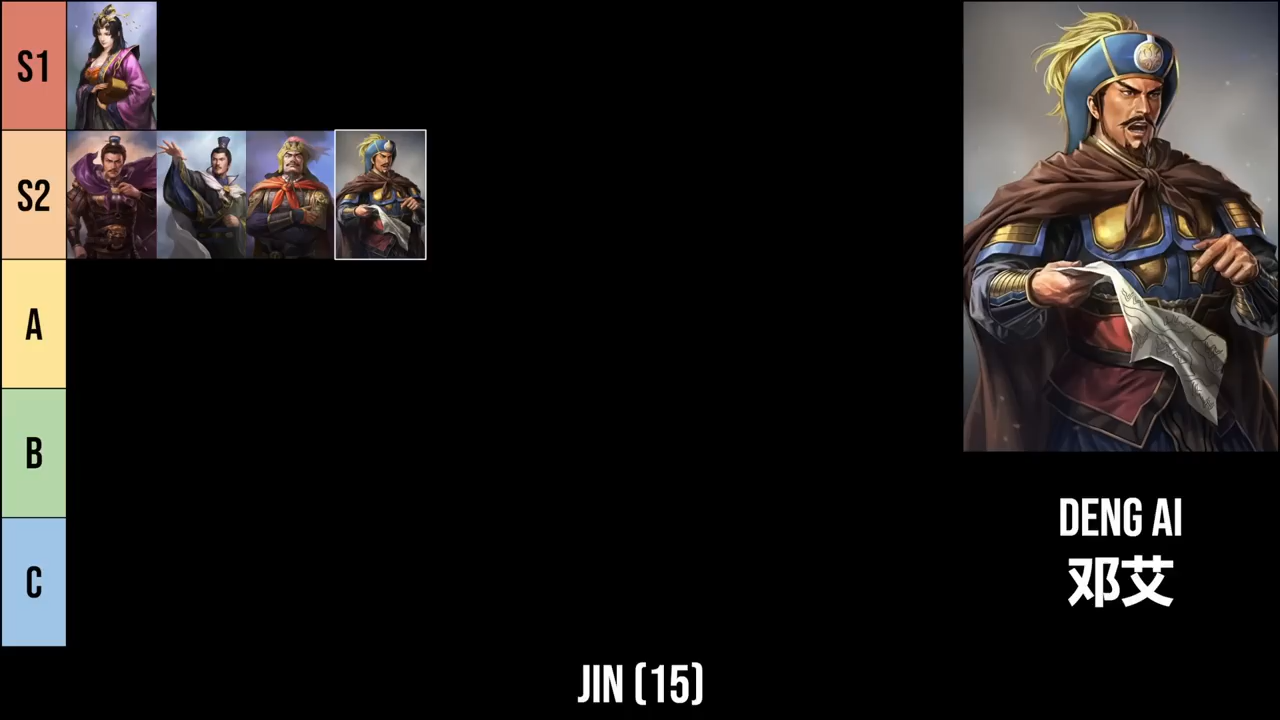 S1
S2
A
B
C
DENG AI
邓艾
JIN (15)